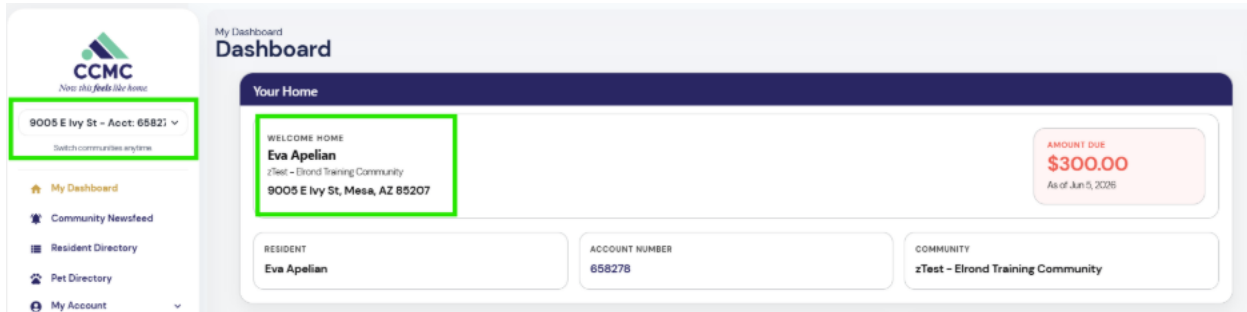 CCMC
Now this feels like home.
9005 E Ivy St - Acct: 65827
Switch communities anytime.
My Dashboard
Community Newsfeed
Resident Directory
Pet Directory
My Account
My Dashboard
Dashboard
Your Home
WELCOME HOME
Eva Apelian
zTest - Elrond Training Community
9005 E Ivy St, Mesa, AZ 85207
AMOUNT DUE
$300.00
As of Jun 5, 2026
RESIDENT
Eva Apelian
ACCOUNT NUMBER
658278
COMMUNITY
zTest - Elrond Training Community